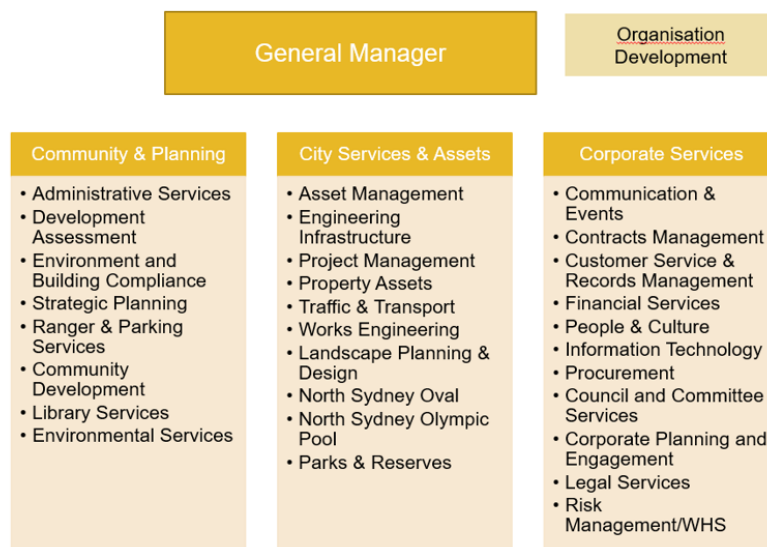 General Manager
Organisation
Development
Community & Planning
• Administrative Services
• Development
Assessment
• Environment and
Building Compliance
• Strategic Planning
• Ranger & Parking
Services
• Community
Development
• Library Services
• Environmental Services
City Services & Assets
• Asset Management
• Engineering
Infrastructure
• Project Management
• Property Assets
• Traffic & Transport
• Works Engineering
• Landscape Planning &
Design
• North Sydney Oval
• North Sydney Olympic
Pool
• Parks & Reserves
Corporate Services
• Communication &
Events
• Contracts Management
• Customer Service &
Records Management
• Financial Services
• People & Culture
• Information Technology
• Procurement
• Council and Committee
Services
• Corporate Planning and
Engagement
• Legal Services
• Risk
Management/WHS